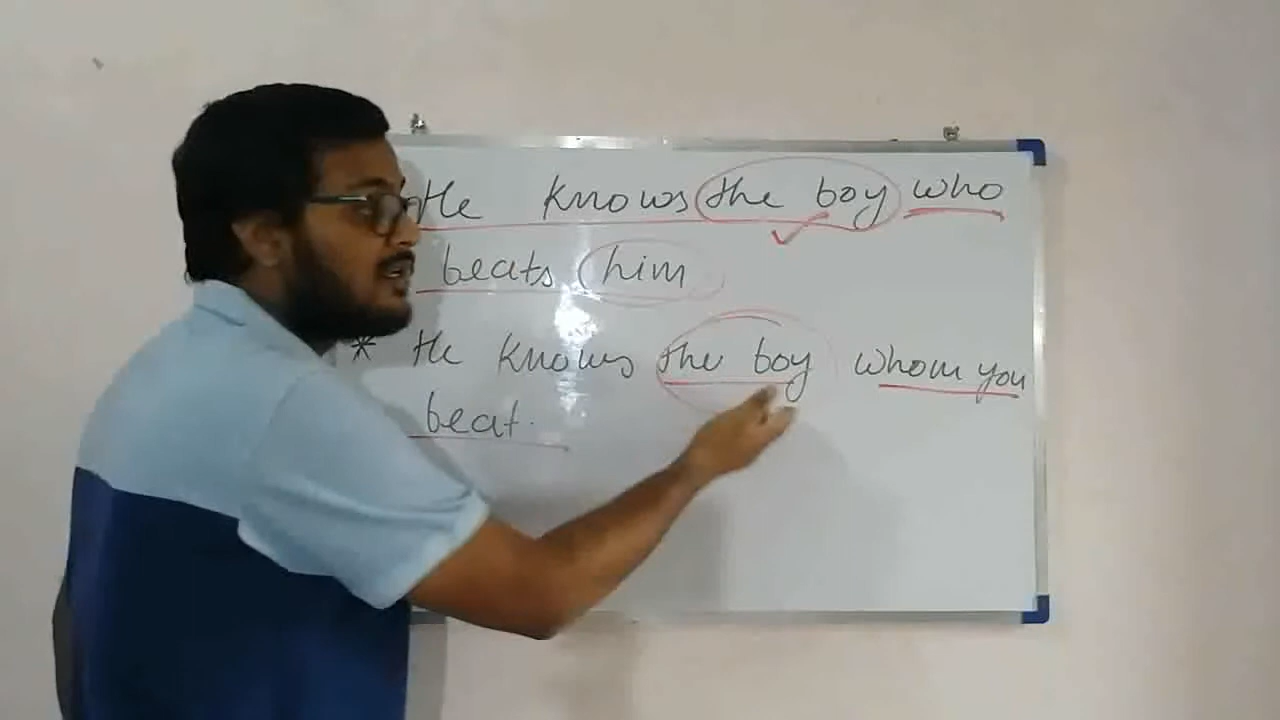 He knows the boy who
beats him
* He knows the boy whom you
beat.